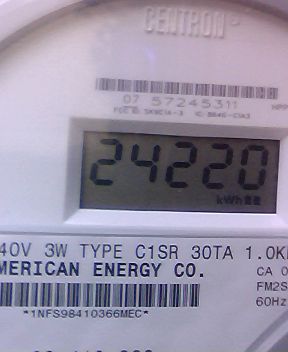 CENTRON
07 57245311
24220
kWh
40V 3W TYPE C1SR 30TA 1.0K
MERICAN ENERGY CO.
CA 0
FM2S
60Hz
*1NFS98410366MEC*